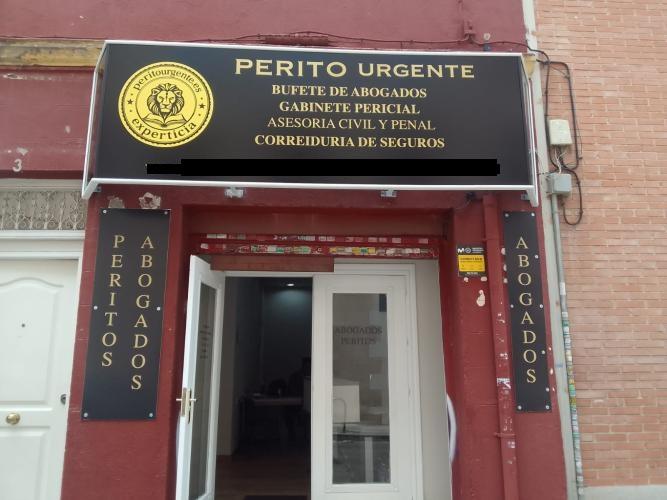 peritourgente.es
experticia
PERITO URGENTE
BUFETE DE ABOGADOS
GABINETE PERICIAL
ASESORIA CIVIL Y PENAL
CORREIDURIA DE SEGUROS
3
PERITOS
ABOGADOS
ABOGADOS
PERITOS
ABOGADOS